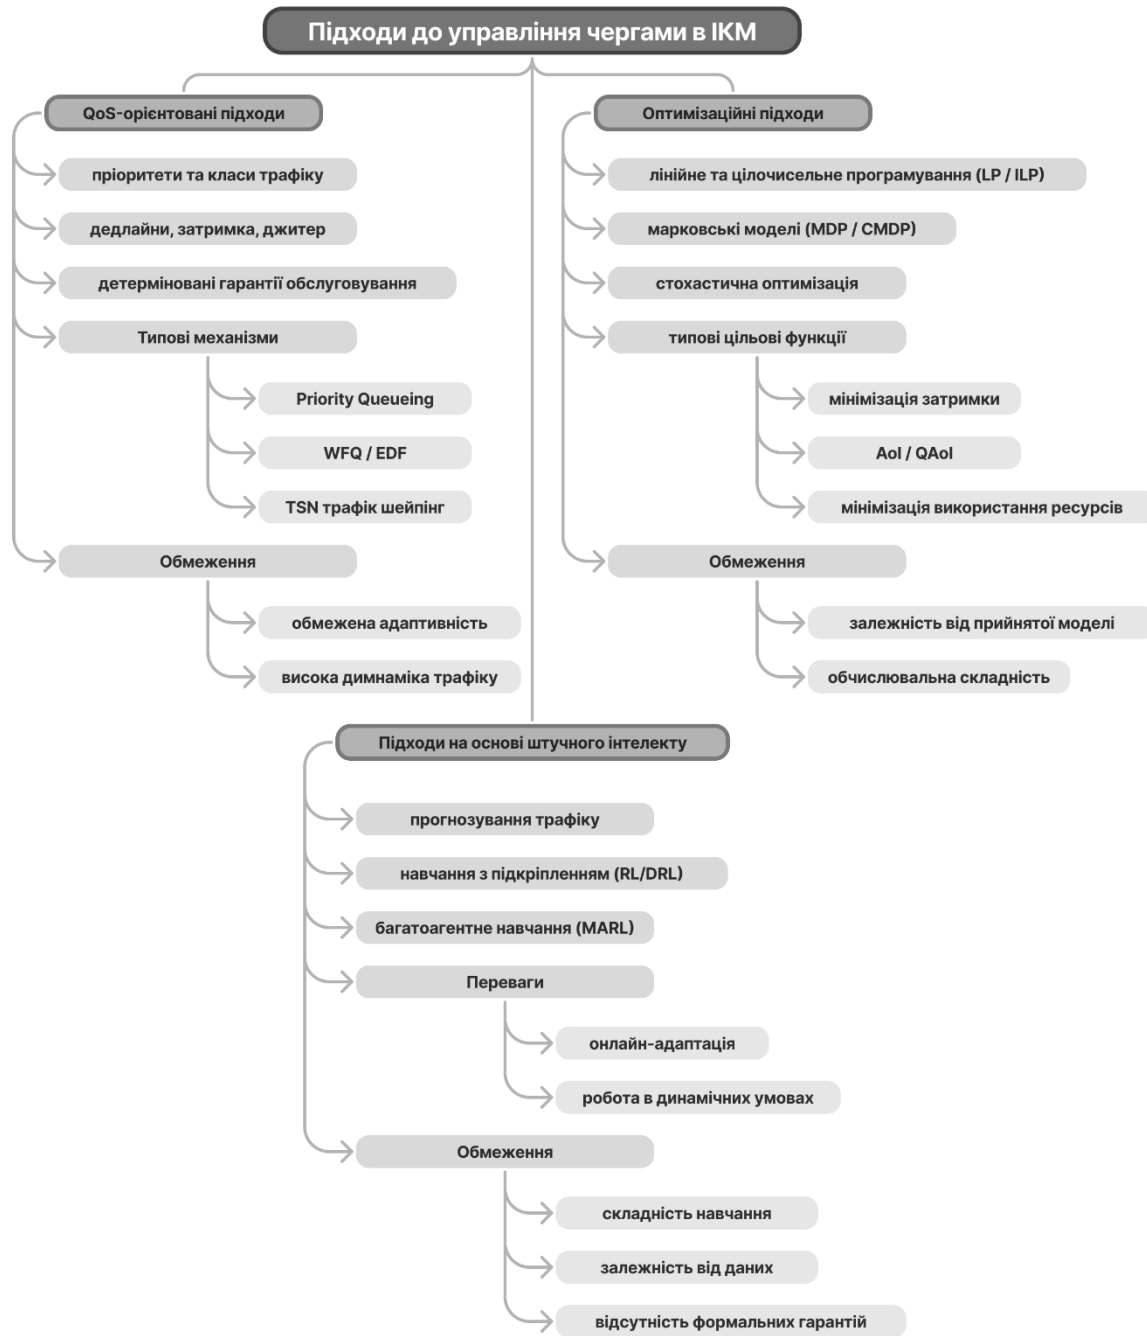 Підходи до управління чергами в ІКМ
QoS-орієнтовані підходи
пріоритети та класи трафіку
дедлайни, затримка, джитер
детерміновані гарантії обслуговування
Типові механізми
Priority Queueing
WFQ / EDF
TSN трафік шейпінг
Обмеження
обмежена адаптивність
висока димнаміка трафіку
Оптимізаційні підходи
лінійне та цілочисельне програмування (LP / ILP)
марковські моделі (MDP / CMDP)
стохастична оптимізація
типові цільові функції
мінімізація затримки
AoI / QAoI
мінімізація використання ресурсів
Обмеження
залежність від прийнятої моделі
обчислювальна складність
Підходи на основі штучного інтелекту
прогнозування трафіку
навчання з підкріпленням (RL/DRL)
багатоагентне навчання (MARL)
Переваги
онлайн-адаптація
робота в динамічних умовах
Обмеження
складність навчання
залежність від даних
відсутність формальних гарантій